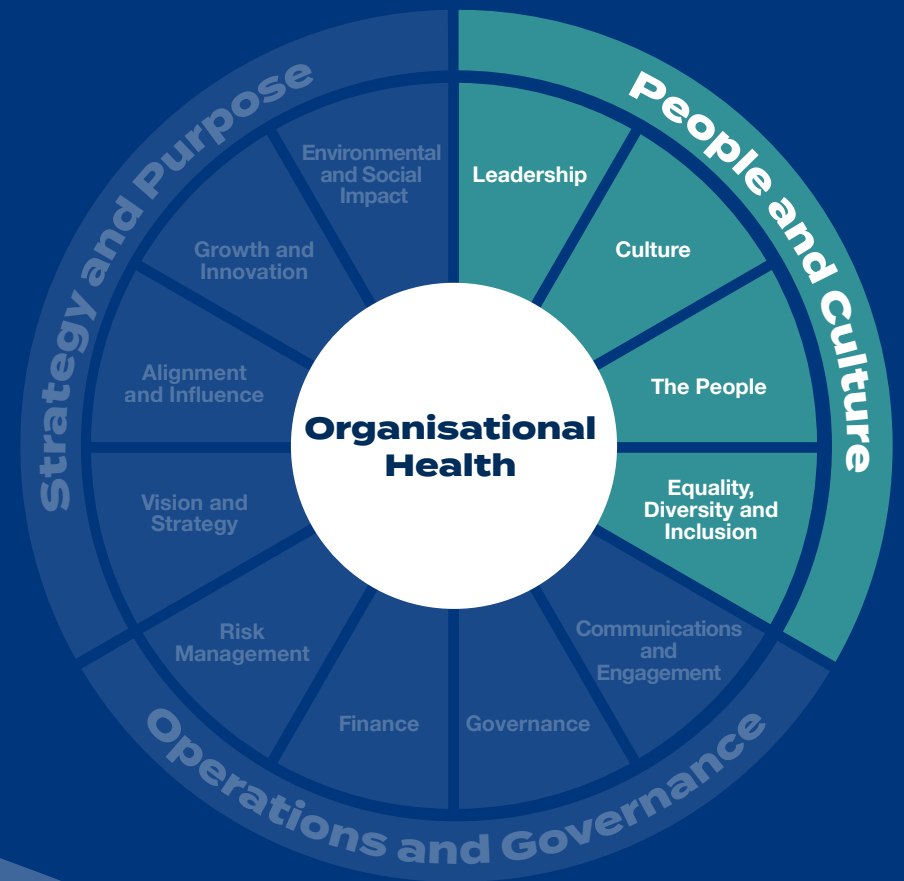 People and Culture
Leadership
Culture
The People
Equality,
Diversity and
Inclusion
Operations and Governance
Communications
and
Engagement
Governance
Finance
Risk
Management
Strategy and Purpose
Vision and
Strategy
Alignment
and Influence
Growth and
Innovation
Environmental
and Social
Impact
Organisational
Health